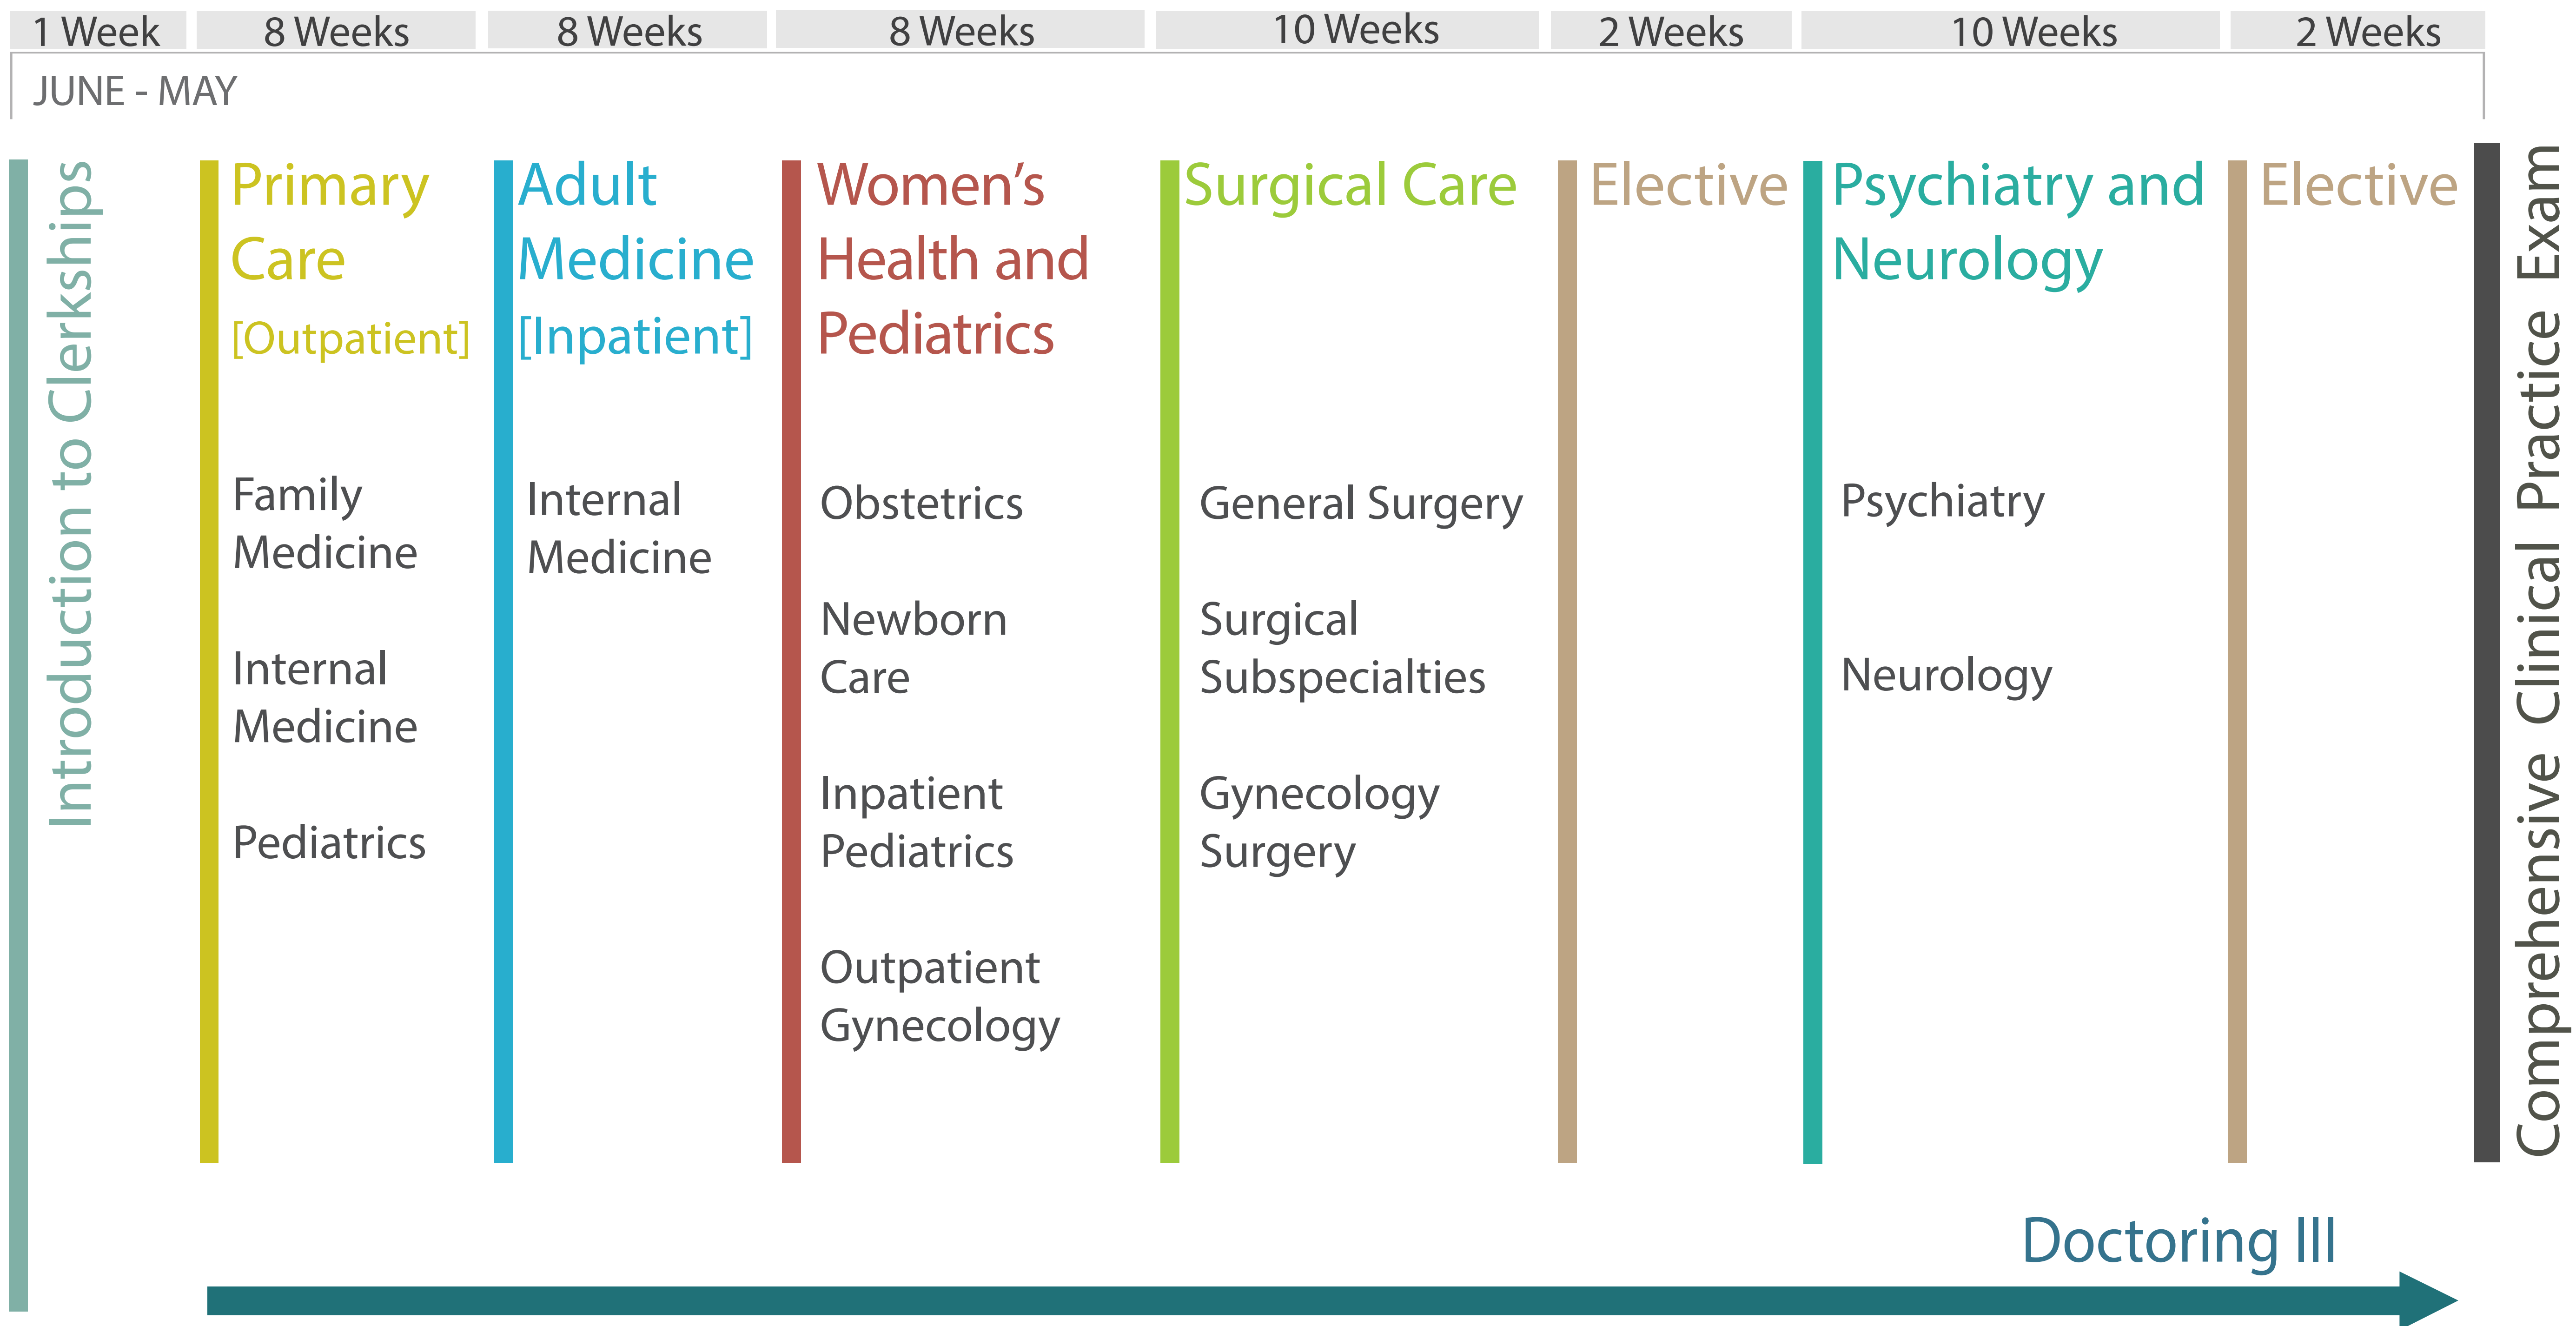 1 Week
8 Weeks
8 Weeks
8 Weeks
10 Weeks
2 Weeks
10 Weeks
2 Weeks
JUNE - MAY
Introduction to Clerkships
Primary
Care
[Outpatient]
Family
Medicine
Internal
Medicine
Pediatrics
Adult
Medicine
[Inpatient]
Internal
Medicine
Women’s
Health and
Pediatrics
Obstetrics
Newborn
Care
Inpatient
Pediatrics
Outpatient
Gynecology
Surgical Care
General Surgery
Surgical
Subspecialties
Gynecology
Surgery
Elective
Psychiatry and
Neurology
Psychiatry
Neurology
Elective
Comprehensive Clinical Practice Exam
Doctoring III